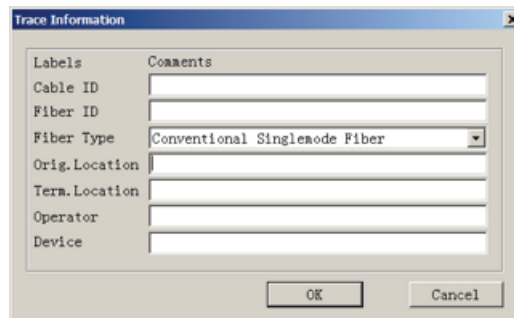 Trace Information
Labels Comments
Cable ID
Fiber ID
Fiber Type Conventional Singlemode Fiber
Orig.Location
Term.Location
Operator
Device
OK Cancel